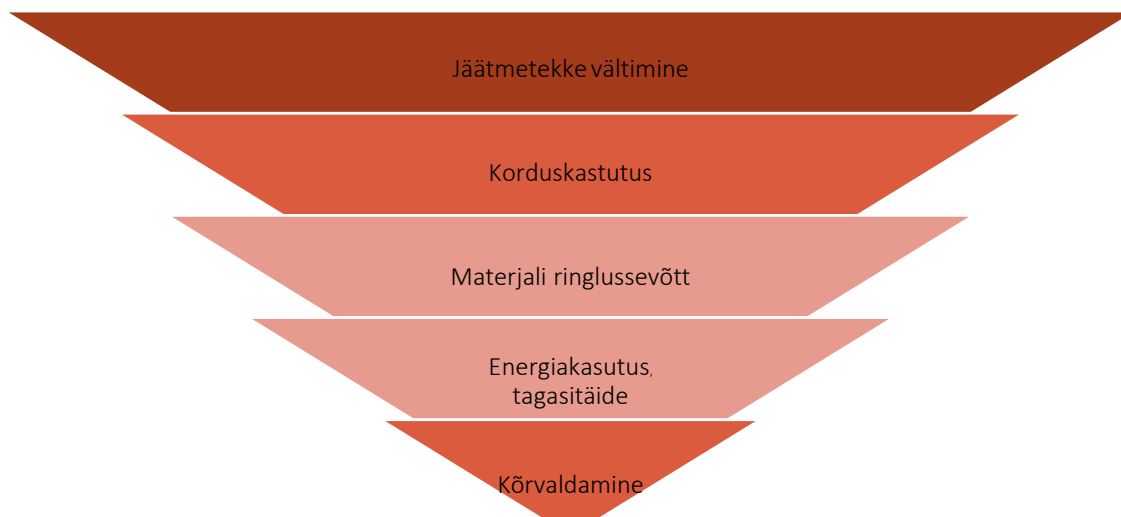 Jäätmetekke vältimine
Korduskastutus
Materjali ringlussevõtt
Energiakasutus,
tagasitäide
Kõrvaldamine